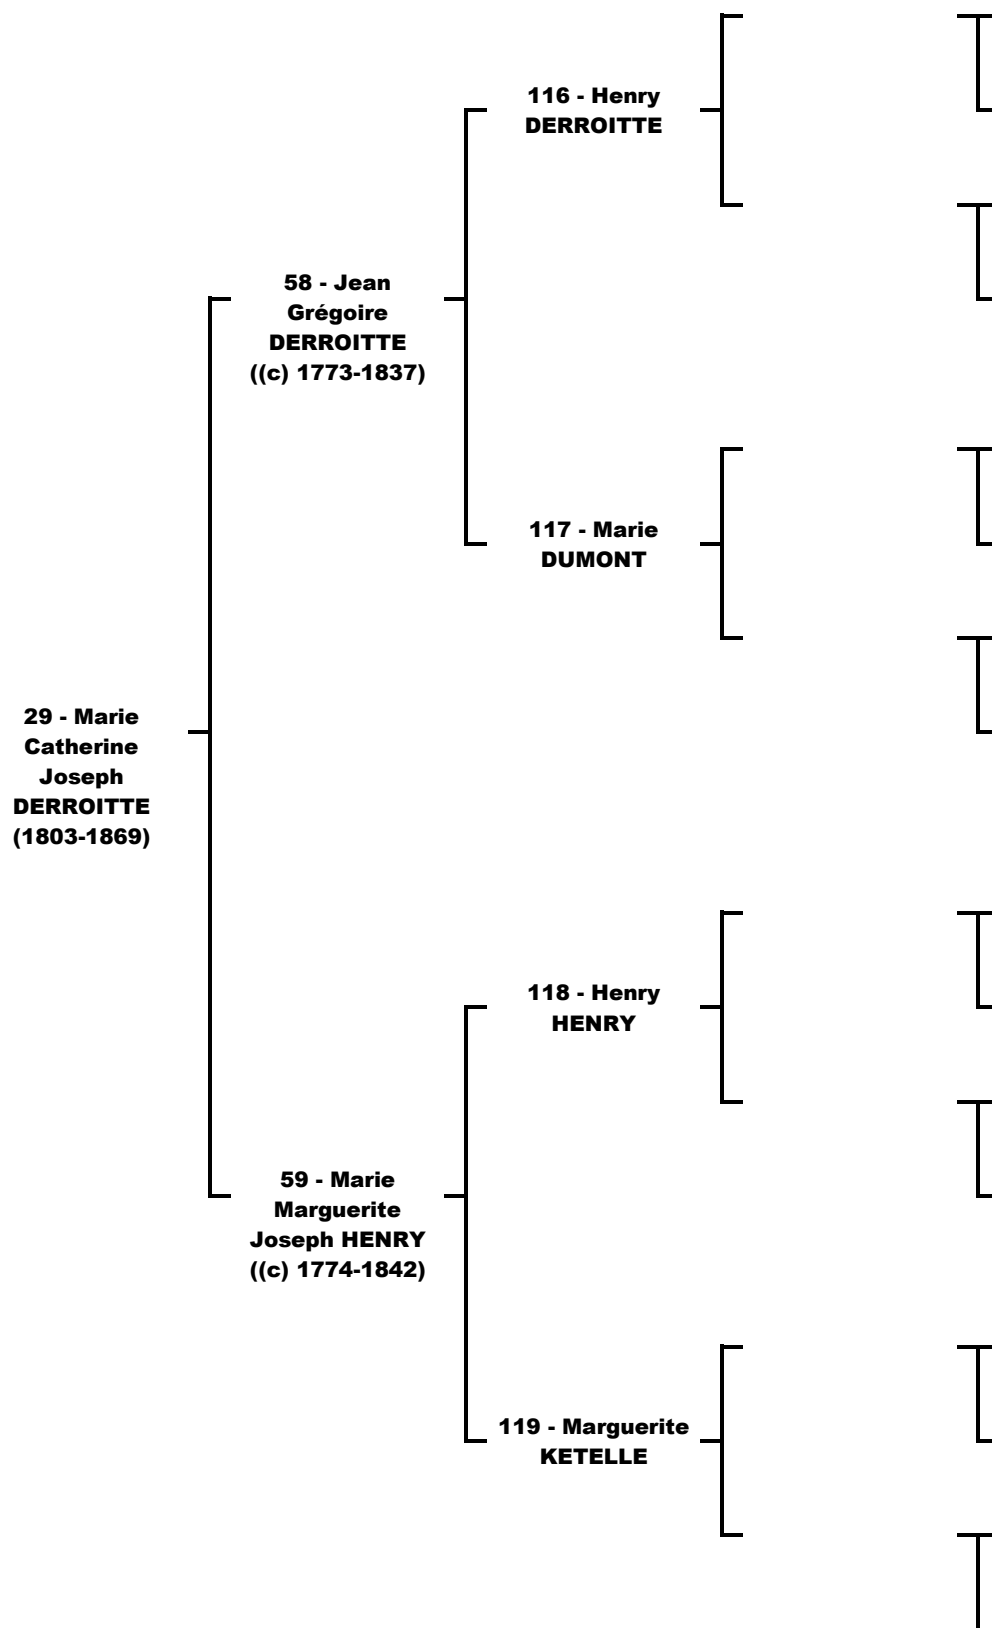 116 - Henry
DERROITTE
58 - Jean
Grégoire
DERROITTE
((c) 1773-1837)
117 - Marie
DUMONT
29 - Marie
Catherine
Joseph
DERROITTE
(1803-1869)
118 - Henry
HENRY
59 - Marie
Marguerite
Joseph HENRY
((c) 1774-1842)
119 - Marguerite
KETELLE